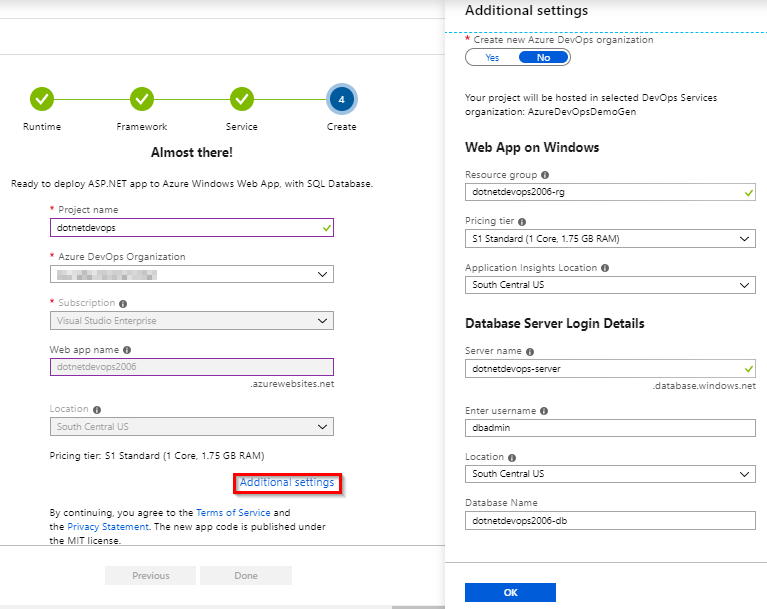 4
Runtime
Framework
Service
Create
Almost there!
Ready to deploy ASP.NET app to Azure Windows Web App, with SQL Database.
* Project name
dotnetdevops
* Azure DevOps Organization
* Subscription
Visual Studio Enterprise
Web app name
dotnetdevops2006
.azurewebsites.net
Location
South Central US
Pricing tier: S1 Standard (1 Core, 1.75 GB RAM)
Additional settings
By continuing, you agree to the Terms of Service and
the Privacy Statement. The new app code is published under
the MIT license.
Previous
Done
Additional settings
* Create new Azure DevOps organization
Yes
No
Your project will be hosted in selected DevOps Services
organization: AzureDevOpsDemoGen
Web App on Windows
Resource group
dotnetdevops2006-rg
Pricing tier
S1 Standard (1 Core, 1.75 GB RAM)
Application Insights Location
South Central US
Database Server Login Details
Server name
dotnetdevops-server
.database.windows.net
Enter username
dbadmin
Location
South Central US
Database Name
dotnetdevops2006-db
OK